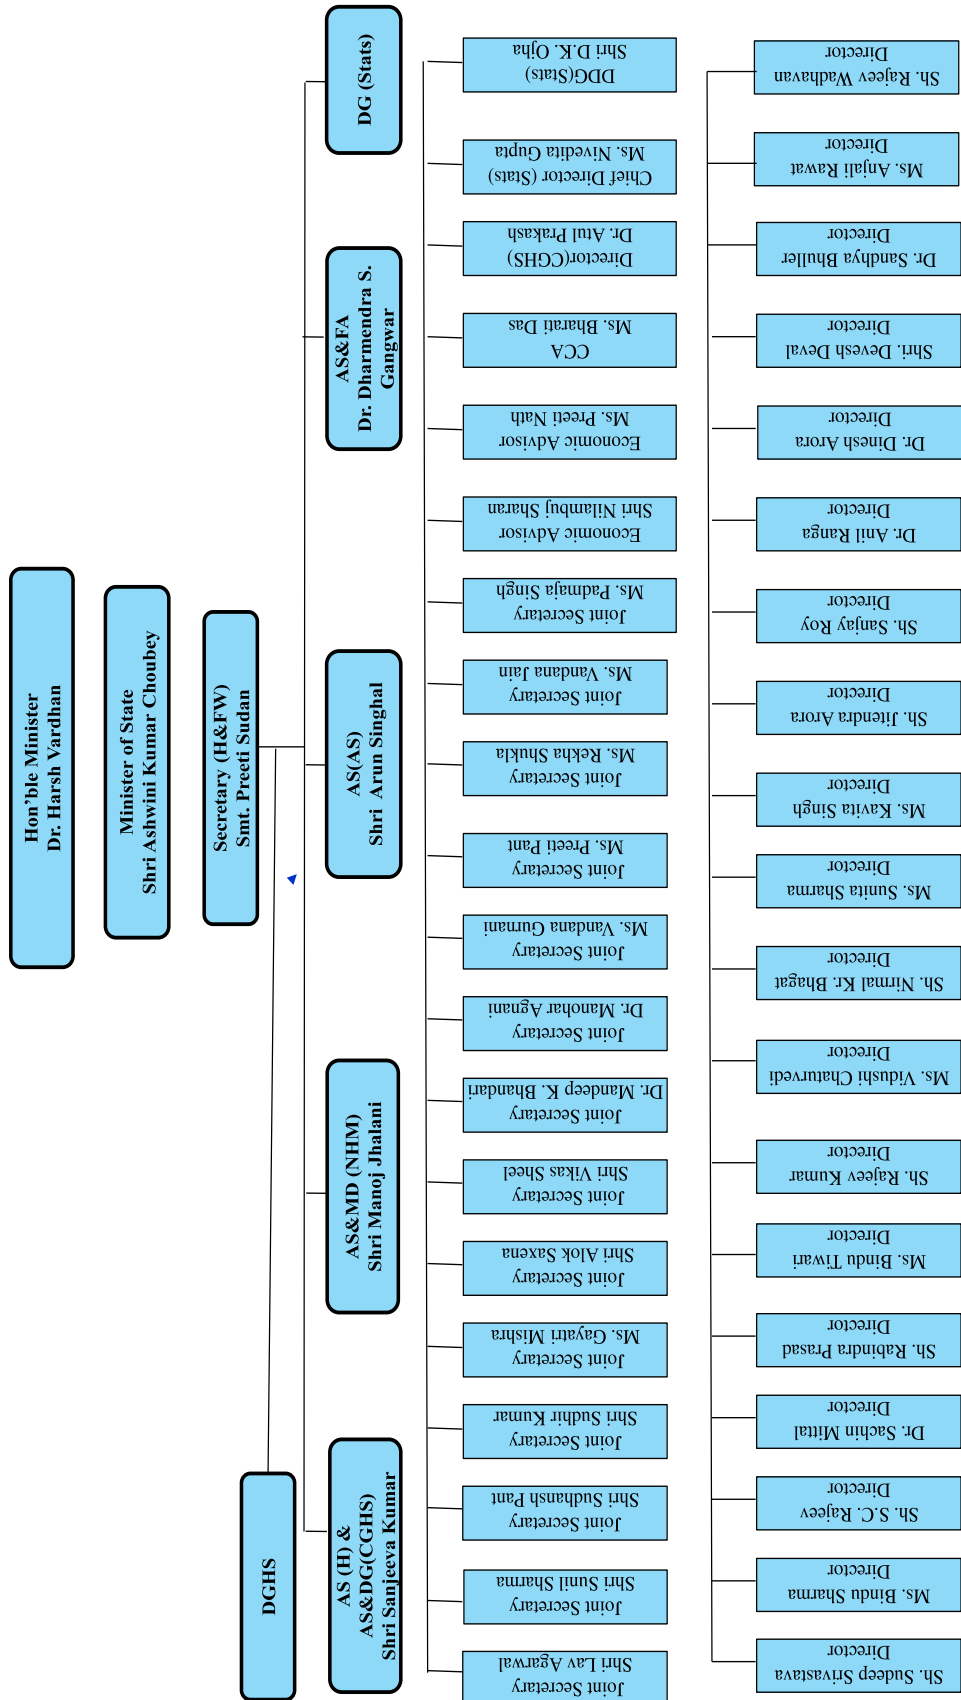 Hon'ble Minister
Dr. Harsh Vardhan
Minister of State
Shri Ashwini Kumar Choubey
Secretary (H&FW)
Smt. Preeti Sudan
DGHS
AS (H) &
AS&DG(CGHS)
Shri Sanjeeva Kumar
AS&MD (NHM)
Shri Manoj Jhalani
AS(AS)
Shri Arun Singhal
AS&FA
Dr. Dharmendra S.
Gangwar
DG (Stats)
Joint Secretary
Shri Lav Agarwal
Joint Secretary
Shri Sunil Sharma
Joint Secretary
Shri Sudhansh Pant
Joint Secretary
Shri Sudhir Kumar
Joint Secretary
Ms. Gayatri Mishra
Joint Secretary
Shri Alok Saxena
Joint Secretary
Shri Vikas Sheel
Joint Secretary
Dr. Mandeep K. Bhandari
Joint Secretary
Dr. Manohar Agnani
Joint Secretary
Ms. Vandana Gurnani
Joint Secretary
Ms. Preeti Pant
Joint Secretary
Ms. Rekha Shukla
Joint Secretary
Ms. Vandana Jain
Joint Secretary
Ms. Padmaja Singh
Economic Advisor
Shri Nilambuj Sharan
Economic Advisor
Ms. Preeti Nath
CCA
Ms. Bharati Das
Director(CGHS)
Dr. Atul Prakash
Chief Director (Stats)
Ms. Nivedita Gupta
DDG(Stats)
Shri D.K. Ojha
Sh. Sudeep Srivastava
Director
Ms. Bindu Sharma
Director
Sh. S.C. Rajeev
Director
Dr. Sachin Mittal
Director
Sh. Rabindra Prasad
Director
Ms. Bindu Tiwari
Director
Sh. Rajeev Kumar
Director
Ms. Vidushi Chaturvedi
Director
Sh. Nirmal Kr. Bhagat
Director
Ms. Sunita Sharma
Director
Ms. Kavita Singh
Director
Sh. Jitendra Arora
Director
Sh. Sanjay Roy
Director
Dr. Anil Ranga
Director
Dr. Dinesh Arora
Director
Shri. Devesh Deval
Director
Dr. Sandhya Bhuller
Director
Ms. Anjali Rawat
Director
Sh. Rajeev Wadhavan
Director